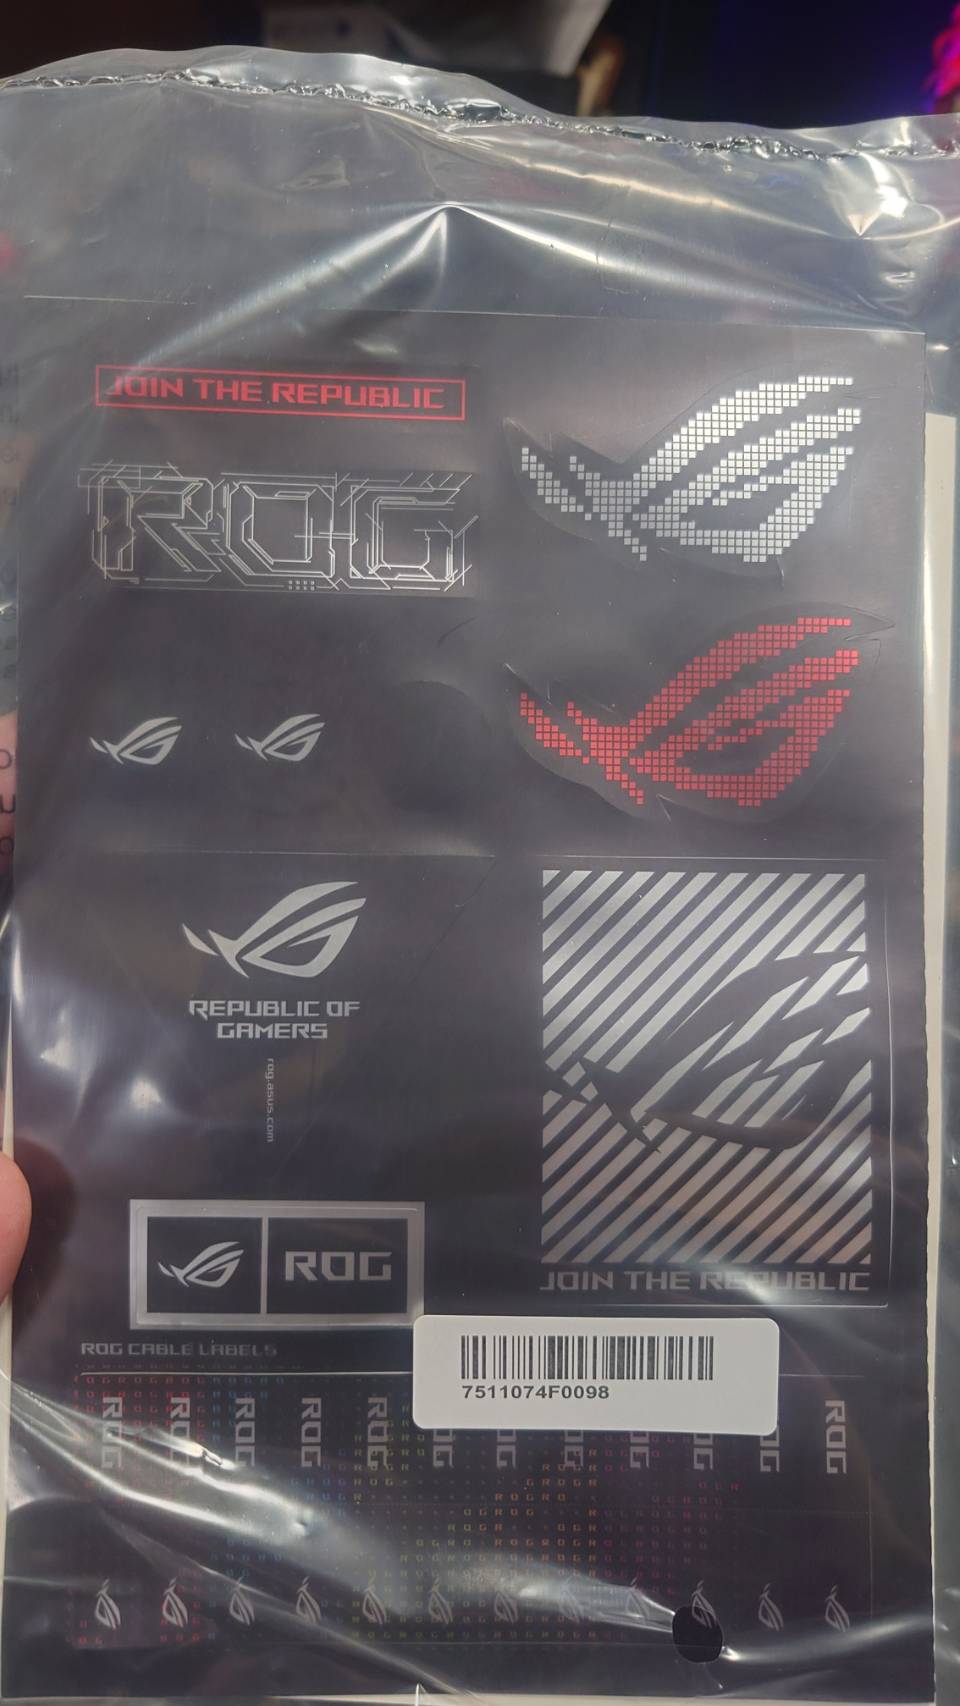 JOIN THE REPUBLIC
ROG
REPUBLIC OF
GAMERS
rog.asus.com
ROG
JOIN THE REPUBLIC
ROG CABLE LABELS
7511074F0098
ROG ROG ROG ROG ROG ROG ROG ROG ROG ROG ROG ROG